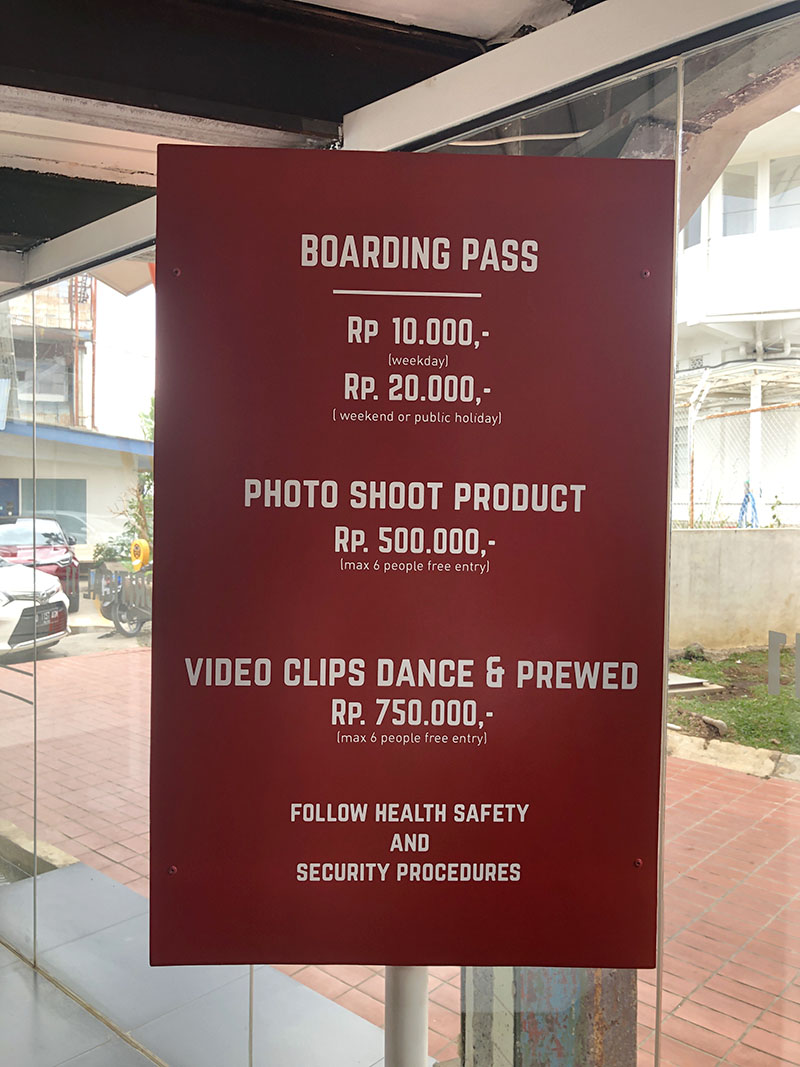 BOARDING PASS
Rp 10.000,-
(weekday)
Rp. 20.000,-
( weekend or public holiday)
PHOTO SHOOT PRODUCT
Rp. 500.000,-
(max 6 people free entry)
VIDEO CLIPS DANCE & PREWED
Rp. 750.000,-
(max 6 people free entry)
FOLLOW HEALTH SAFETY
AND
SECURITY PROCEDURES